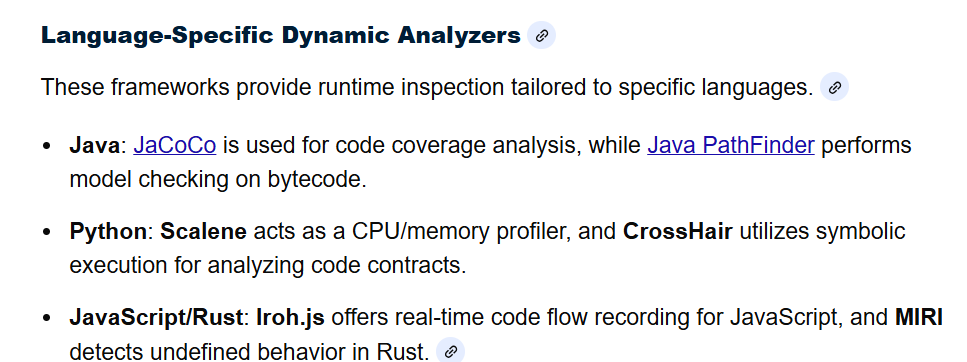 Language-Specific Dynamic Analyzers
These frameworks provide runtime inspection tailored to specific languages.
• Java: JaCoCo is used for code coverage analysis, while Java PathFinder performs
model checking on bytecode.
• Python: Scalene acts as a CPU/memory profiler, and CrossHair utilizes symbolic
execution for analyzing code contracts.
• JavaScript/Rust: Iroh.js offers real-time code flow recording for JavaScript, and MIRI
detects undefined behavior in Rust.